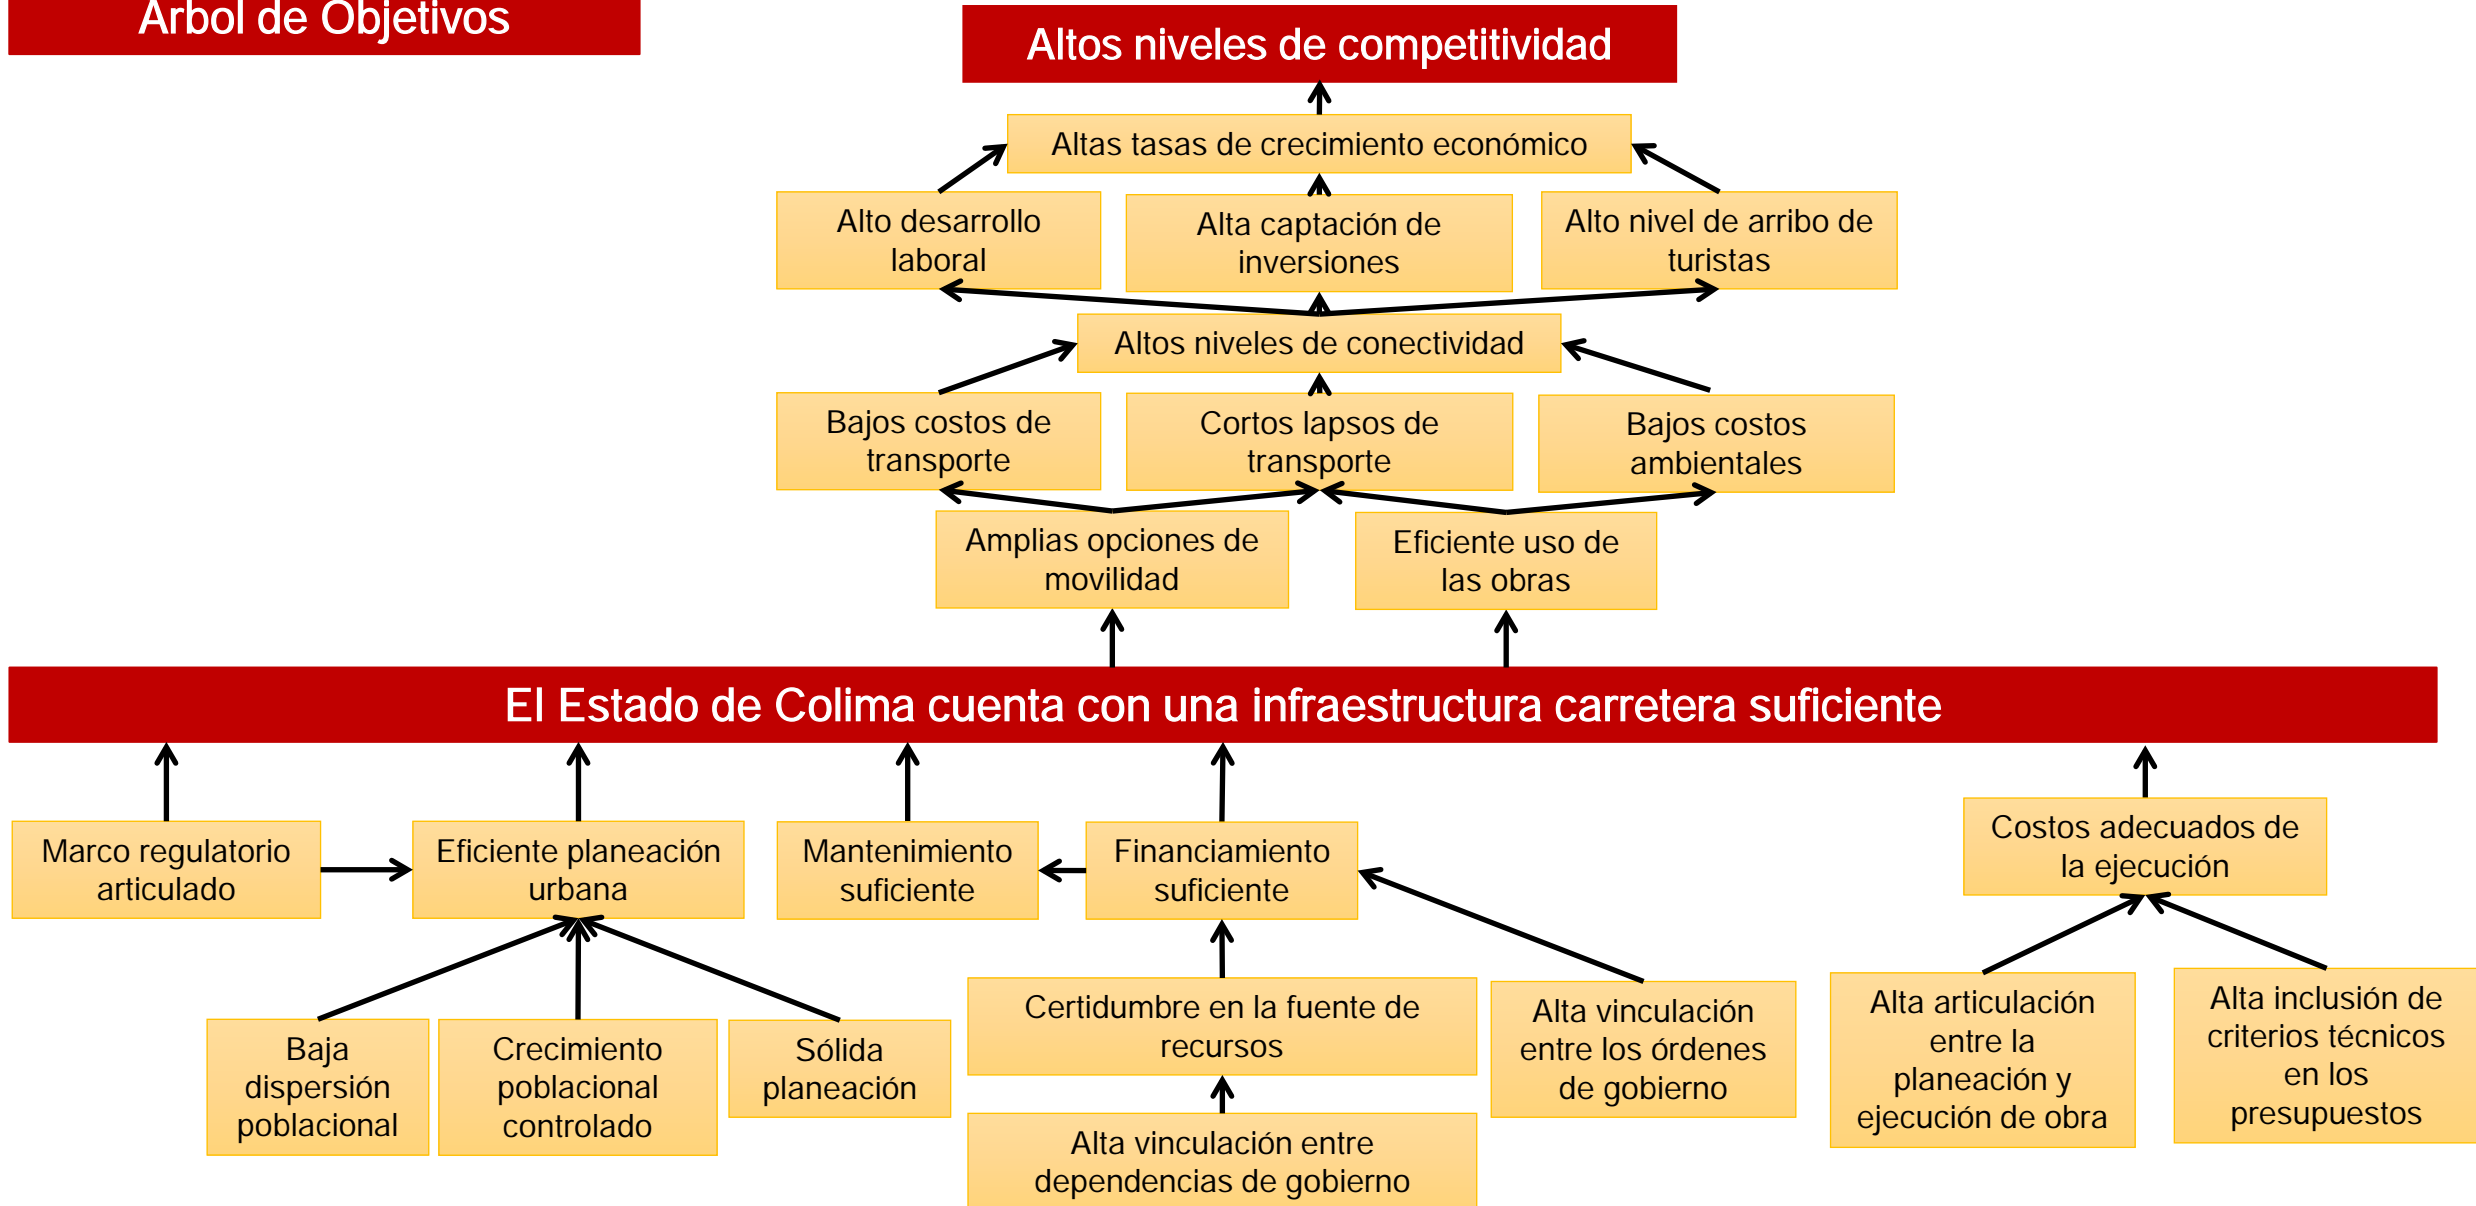 Arbol de Objetivos
Altos niveles de competitividad
Altas tasas de crecimiento económico
Alto desarrollo
laboral
Alta captación de
inversiones
Alto nivel de arribo de
turistas
Altos niveles de conectividad
Bajos costos de
transporte
Cortos lapsos de
transporte
Bajos costos
ambientales
Amplias opciones de
movilidad
Eficiente uso de
las obras
El Estado de Colima cuenta con una infraestructura carretera suficiente
Marco regulatorio
articulado
Eficiente planeación
urbana
Mantenimiento
suficiente
Financiamiento
suficiente
Costos adecuados de
la ejecución
Baja
dispersión
poblacional
Crecimiento
poblacional
controlado
Sólida
planeación
Certidumbre en la fuente de
recursos
Alta vinculación
entre los órdenes
de gobierno
Alta articulación
entre la
planeación y
ejecución de obra
Alta inclusión de
criterios técnicos
en los
presupuestos
Alta vinculación entre
dependencias de gobierno